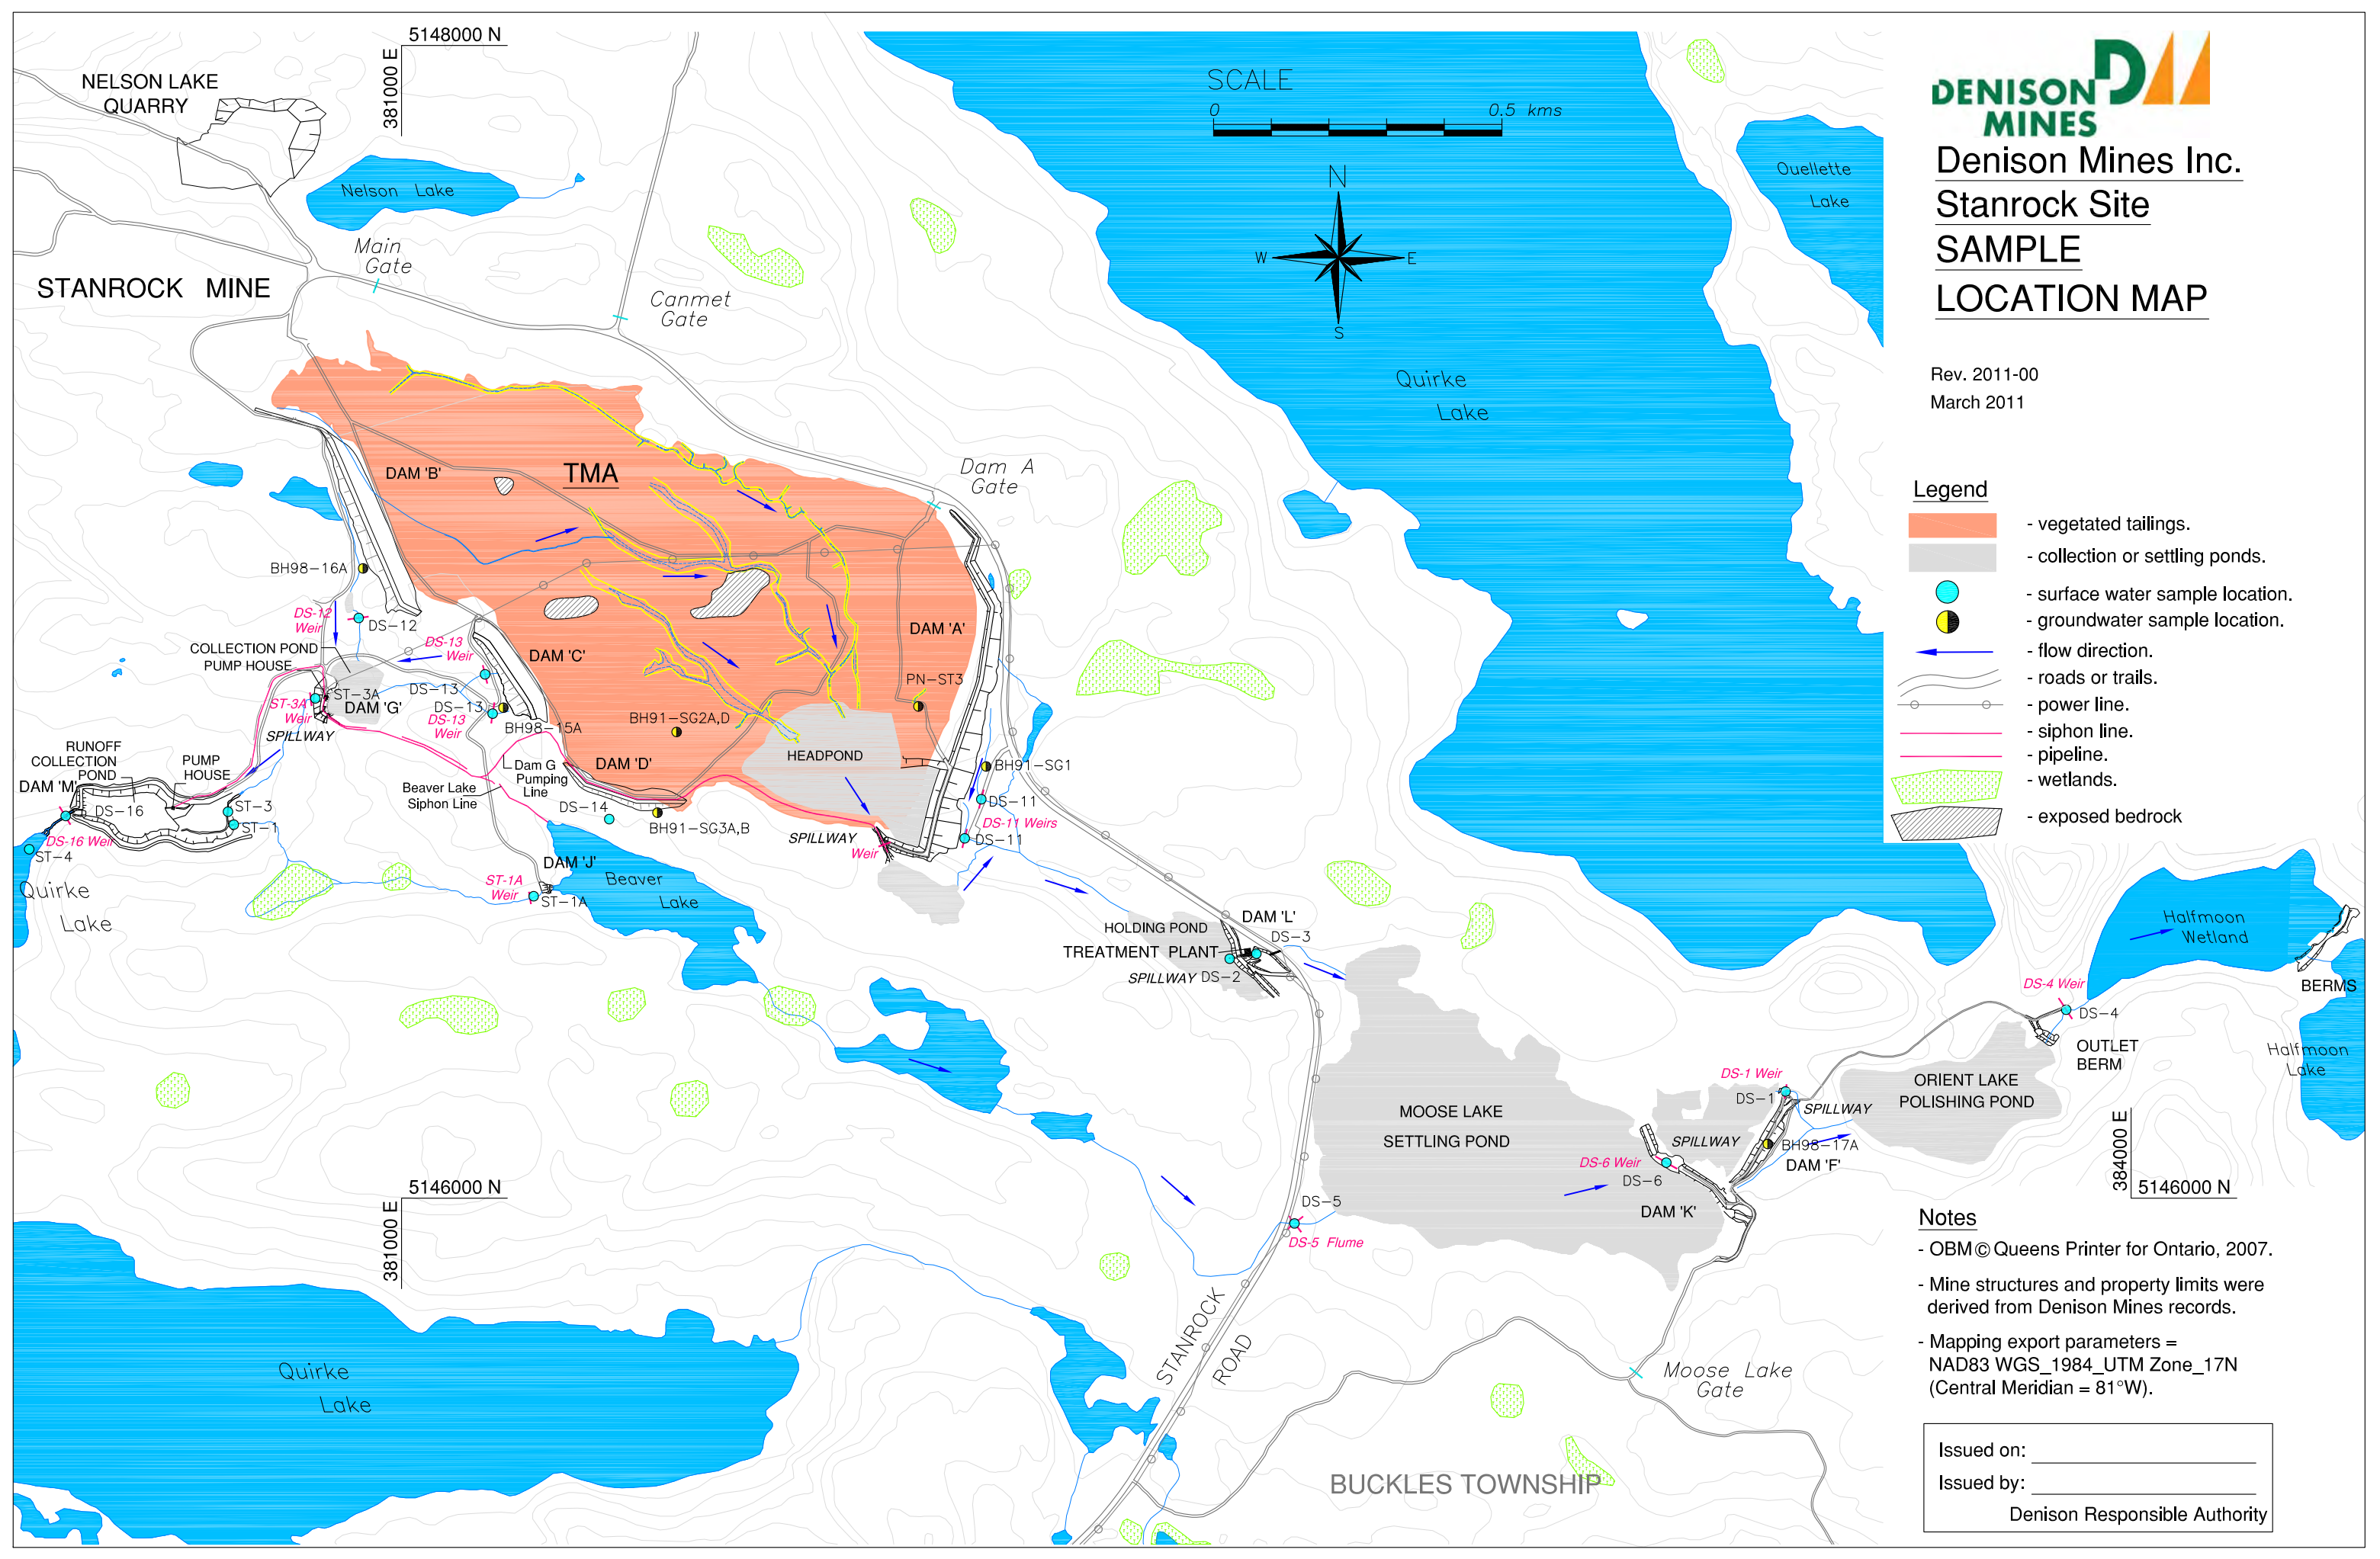 5148000 N
381000 E
NELSON LAKE
QUARRY
Nelson Lake
Main
Gate
STANROCK MINE
Canmet
Gate
SCALE
0 0.5 kms
N
W E
S
Ouellette
Lake
Quirke
Lake
DENISON
MINES
Denison Mines Inc.
Stanrock Site
SAMPLE
LOCATION MAP
Rev. 2011-00
March 2011
Legend
- vegetated tailings.
- collection or settling ponds.
- surface water sample location.
- groundwater sample location.
- flow direction.
- roads or trails.
- power line.
- siphon line.
- pipeline.
- wetlands.
- exposed bedrock
DAM 'B'
TMA
Dam A
Gate
BH98-16A
DS-12
Weir
DS-12
COLLECTION POND
PUMP HOUSE
DS-13
Weir
DAM 'C'
DAM 'A'
ST-3A
ST-3A
Weir
DAM 'G'
DS-13
DS-13
DS-13
Weir
BH98-15A
SPILLWAY
BH91-SG2A,D
PN-ST3
HEADPOND
RUNOFF
COLLECTION
POND
PUMP
HOUSE
DAM 'M'
DS-16
DS-16 Weir
ST-3
ST-1
ST-4
Quirke
Lake
Dam G
Pumping
Line
Beaver Lake
Siphon Line
DAM 'D'
DS-14
BH91-SG3A,B
SPILLWAY
Weir
BH91-SG1
DS-11
DS-11 Weirs
DS-11
DAM 'J'
Beaver
Lake
ST-1A
Weir
ST-1A
HOLDING POND
DAM 'L'
DS-3
TREATMENT PLANT
SPILLWAY
DS-2
Halfmoon
Wetland
DS-4 Weir
DS-4
BERMS
OUTLET
BERM
Halfmoon
Lake
ORIENT LAKE
POLISHING POND
MOOSE LAKE
SETTLING POND
DS-1 Weir
DS-1
SPILLWAY
SPILLWAY
BH98-17A
DAM 'F'
DS-6 Weir
DS-6
DAM 'K'
DS-5
DS-5 Flume
384000 E
5146000 N
5146000 N
381000 E
Quirke
Lake
STANROCK
ROAD
Moose Lake
Gate
BUCKLES TOWNSHIP
Notes
- OBM © Queens Printer for Ontario, 2007.
- Mine structures and property limits were
derived from Denison Mines records.
- Mapping export parameters =
NAD83 WGS_1984_UTM Zone_17N
(Central Meridian = 81°W).
Issued on:
Issued by:
Denison Responsible Authority